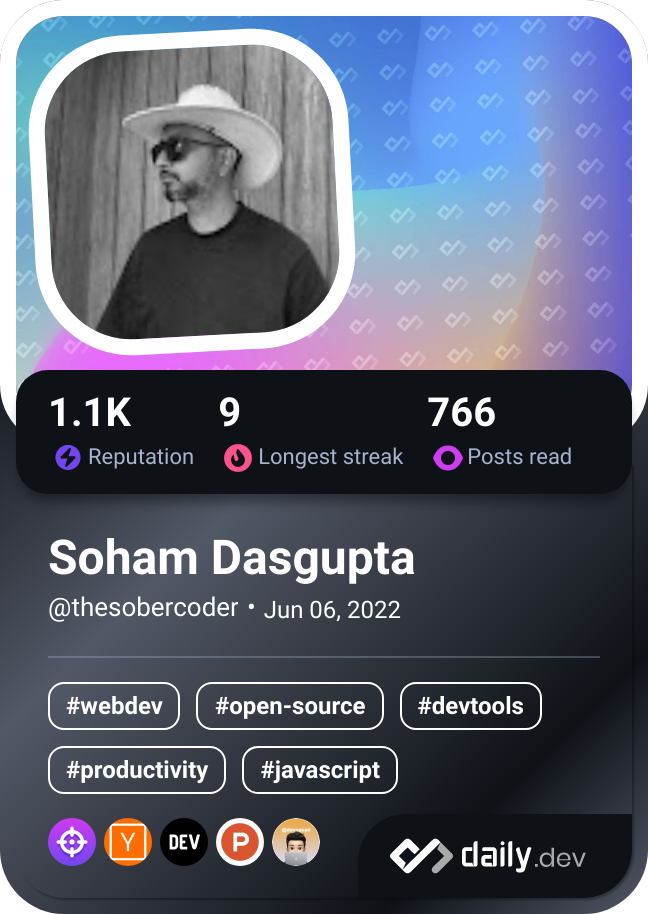 1.1K 9 766
Reputation Longest streak Posts read
Soham Dasgupta
@thesobercoder • Jun 06, 2022
#webdev #open-source #devtools
#productivity #javascript
Y DEV P
daily.dev